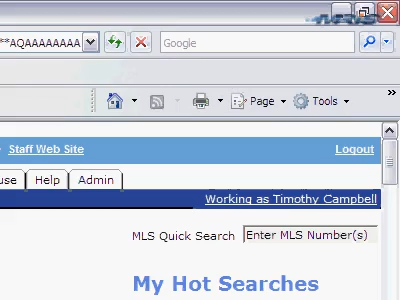 **AQAAAAAAAA
Google
Page
Tools
»
Staff Web Site
Logout
use
Help
Admin
Working as Timothy Campbell
MLS Quick Search
Enter MLS Number(s)
My Hot Searches